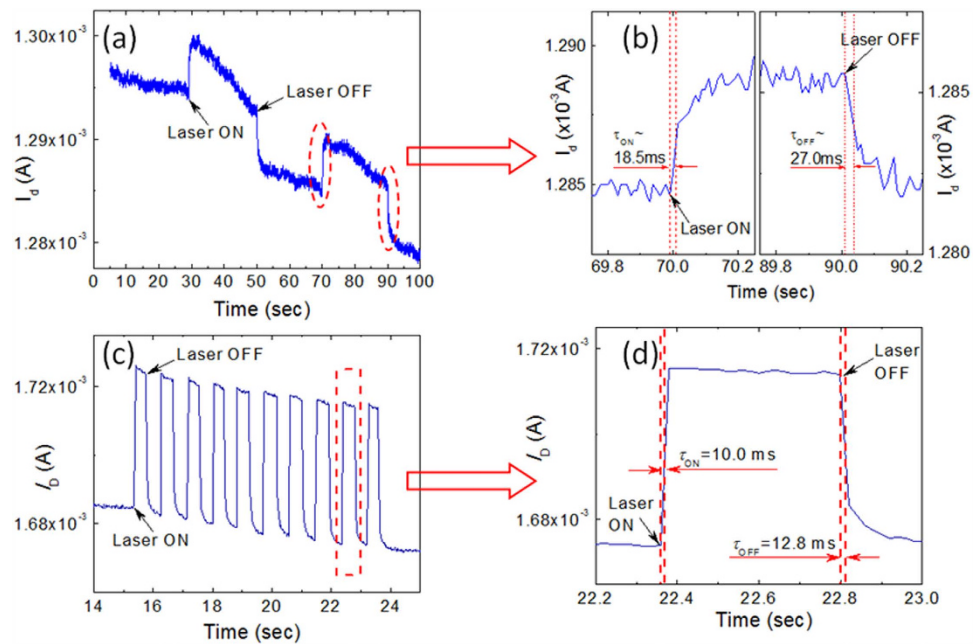 (a)
1.30x10⁻³
1.29x10⁻³
1.28x10⁻³
I_d (A)
Laser ON
Laser OFF
0 10 20 30 40 50 60 70 80 90 100
Time (sec)
(b)
1.290
1.285
I_d (x10⁻³A)
τ_ON~
18.5ms
Laser ON
Laser OFF
τ_OFF~
27.0ms
1.285
1.280
I_d (x10⁻³A)
69.8 70.0 70.2 89.8 90.0 90.2
Time (sec)
(c)
1.72x10⁻³
1.68x10⁻³
I_D (A)
Laser OFF
Laser ON
14 16 18 20 22 24
Time (sec)
(d)
1.72x10⁻³
1.68x10⁻³
I_D (A)
Laser
OFF
τ_ON=10.0 ms
Laser
ON
τ_OFF=12.8 ms
22.2 22.4 22.6 22.8 23.0
Time (sec)